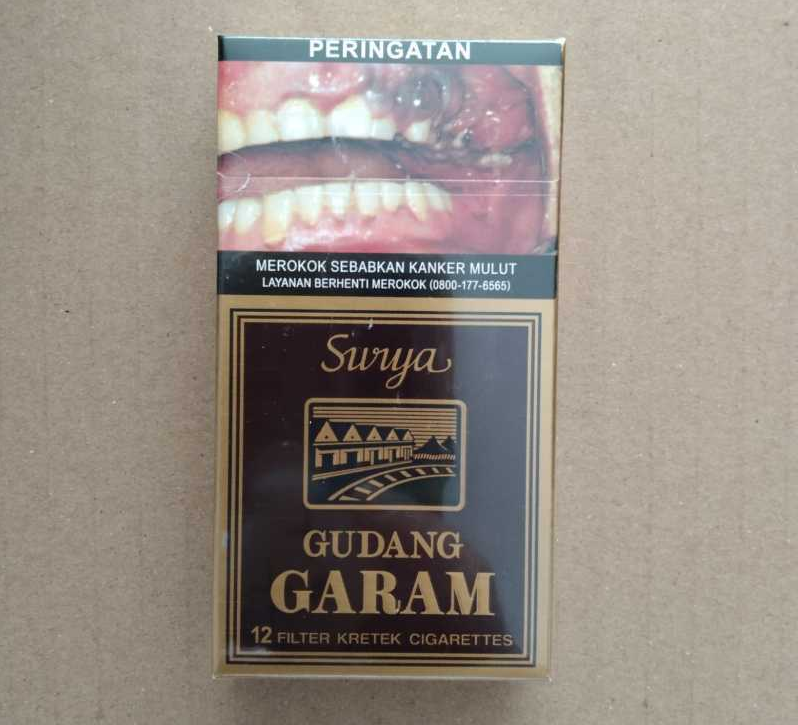 PERINGATAN
MEROKOK SEBABKAN KANKER MULUT
LAYANAN BERHENTI MEROKOK (0800-177-6565)
Surya
GUDANG
GARAM
12 FILTER KRETEK CIGARETTES